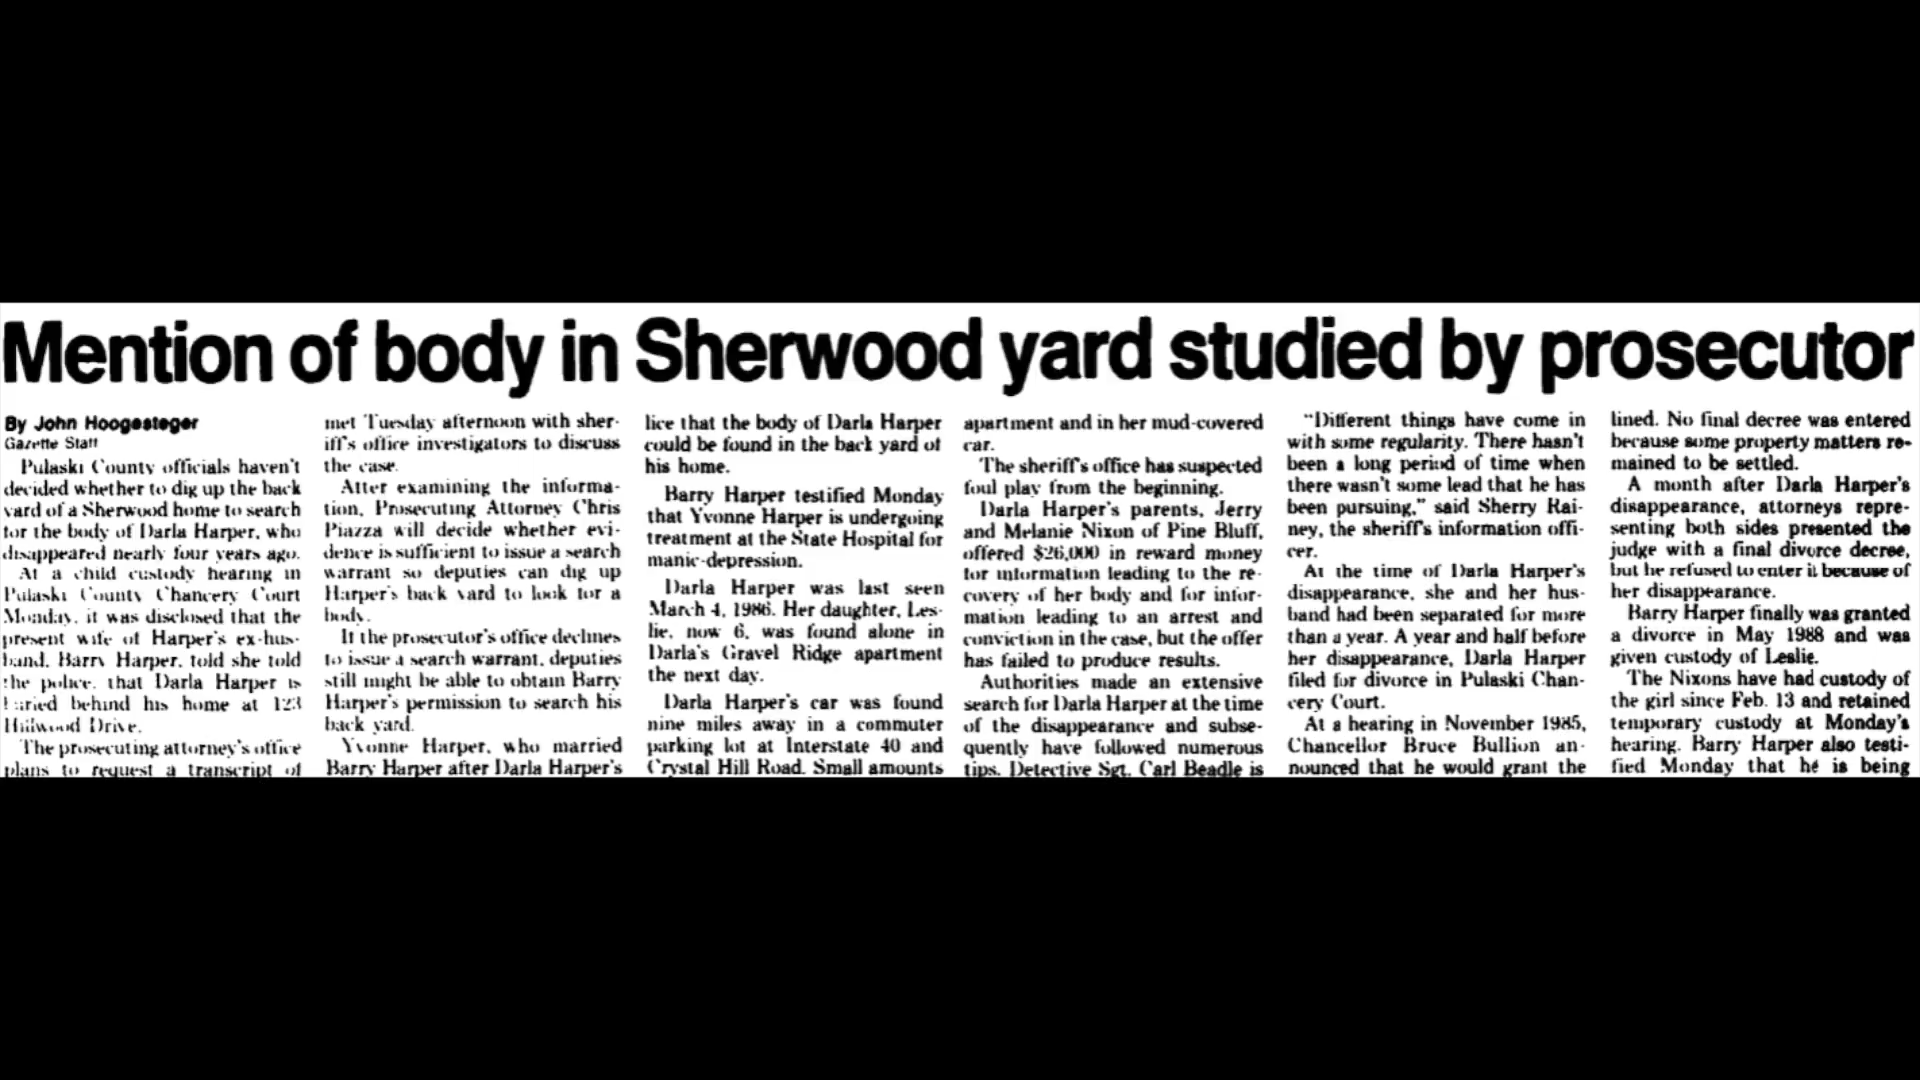 Mention of body in Sherwood yard studied by prosecutor
By John Hoogesteger
Gazette Staff
Pulaski County officials haven't
decided whether to dig up the back
yard of a Sherwood home to search
for the body of Darla Harper, who
disappeared nearly four years ago.
At a child custody hearing in
Pulaski County Chancery Court
Monday, it was disclosed that the
present wife of Harper's ex-hus-
band, Barry Harper, told she told
the police, that Darla Harper is
buried behind his home at 123
Hillwood Drive.
The prosecuting attorney's office
plans to request a transcript of
met Tuesday afternoon with sher-
iff's office investigators to discuss
the case.
After examining the informa-
tion, Prosecuting Attorney Chris
Piazza will decide whether evi-
dence is sufficient to issue a search
warrant so deputies can dig up
Harper's back yard to look for a
body.
If the prosecutor's office declines
to issue a search warrant, deputies
still might be able to obtain Barry
Harper's permission to search his
back yard.
Yvonne Harper, who married
Barry Harper after Darla Harper's
lice that the body of Darla Harper
could be found in the back yard of
his home.
Barry Harper testified Monday
that Yvonne Harper is undergoing
treatment at the State Hospital for
manic-depression.
Darla Harper was last seen
March 4, 1986. Her daughter, Les-
lie, now 6, was found alone in
Darla's Gravel Ridge apartment
the next day.
Darla Harper's car was found
nine miles away in a commuter
parking lot at Interstate 40 and
Crystal Hill Road. Small amounts
apartment and in her mud-covered
car.
The sheriff's office has suspected
foul play from the beginning.
Darla Harper's parents, Jerry
and Melanie Nixon of Pine Bluff,
offered $26,000 in reward money
for information leading to the re-
covery of her body and for infor-
mation leading to an arrest and
conviction in the case, but the offer
has failed to produce results.
Authorities made an extensive
search for Darla Harper at the time
of the disappearance and subse-
quently have followed numerous
tips. Detective Sgt. Carl Beadle is
"Different things have come in
with some regularity. There hasn't
been a long period of time when
there wasn't some lead that he has
been pursuing," said Sherry Rai-
ney, the sheriff's information offi-
cer.
At the time of Darla Harper's
disappearance, she and her hus-
band had been separated for more
than a year. A year and half before
her disappearance, Darla Harper
filed for divorce in Pulaski Chan-
cery Court.
At a hearing in November 1985,
Chancellor Bruce Bullion an-
nounced that he would grant the
lined. No final decree was entered
because some property matters re-
mained to be settled.
A month after Darla Harper's
disappearance, attorneys repre-
senting both sides presented the
judge with a final divorce decree,
but he refused to enter it because of
her disappearance.
Barry Harper finally was granted
a divorce in May 1988 and was
given custody of Leslie.
The Nixons have had custody of
the girl since Feb. 13 and retained
temporary custody at Monday's
hearing. Barry Harper also testi-
fied Monday that he is being